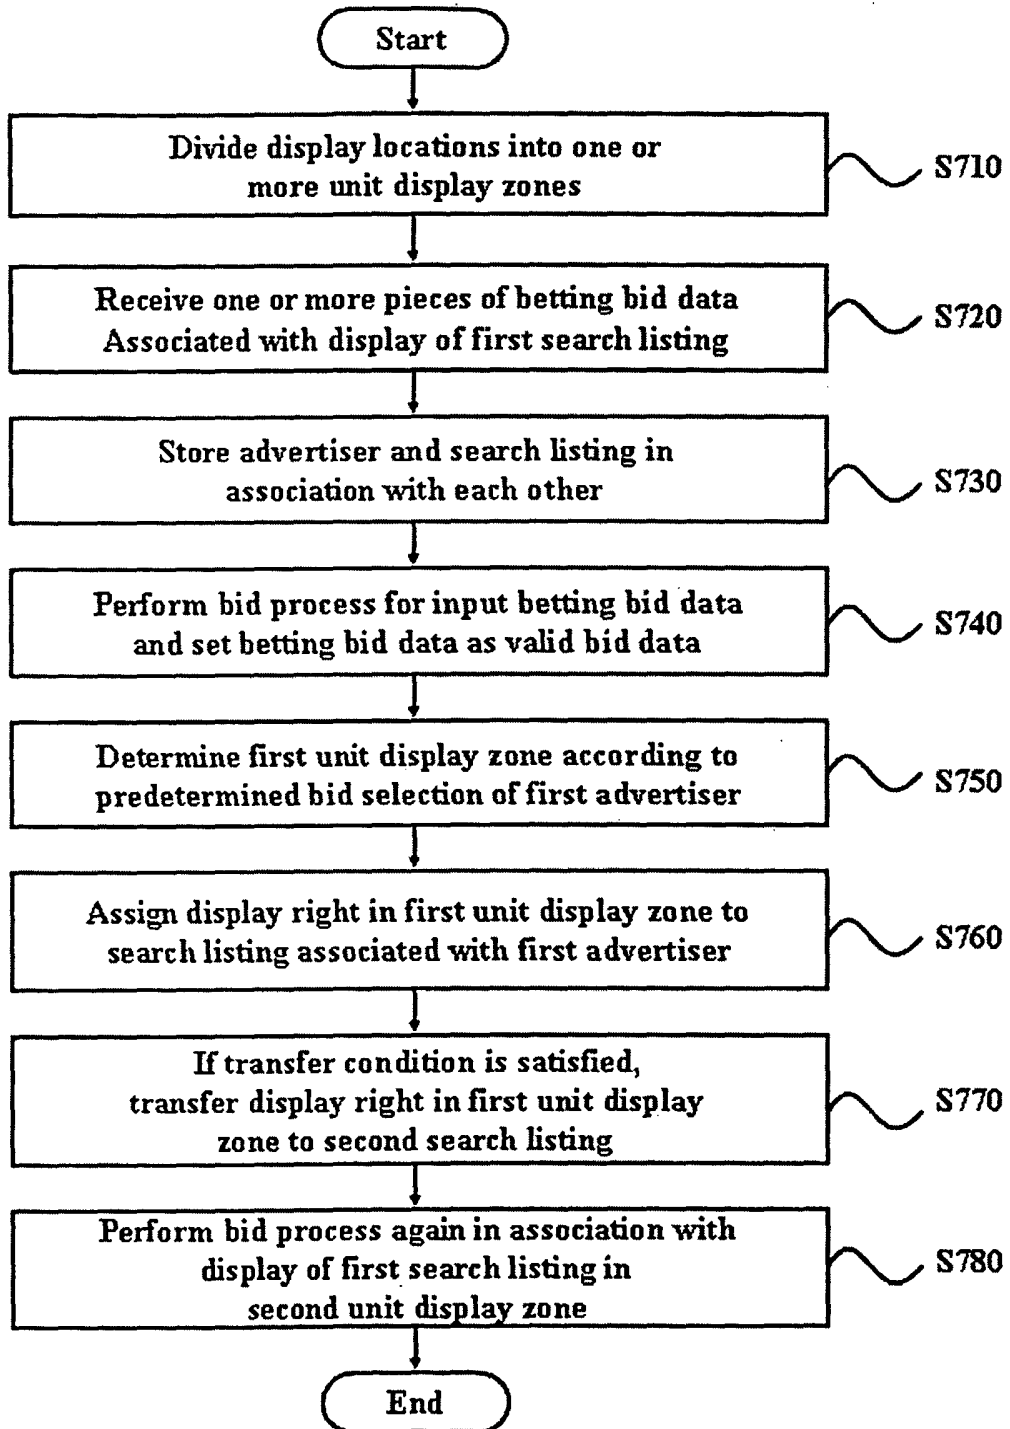 Start
Divide display locations into one or
more unit display zones
S710
Receive one or more pieces of betting bid data
Associated with display of first search listing
S720
Store advertiser and search listing in
association with each other
S730
Perform bid process for input betting bid data
and set betting bid data as valid bid data
S740
Determine first unit display zone according to
predetermined bid selection of first advertiser
S750
Assign display right in first unit display zone to
search listing associated with first advertiser
S760
If transfer condition is satisfied,
transfer display right in first unit display
zone to second search listing
S770
Perform bid process again in association with
display of first search listing in
second unit display zone
S780
End